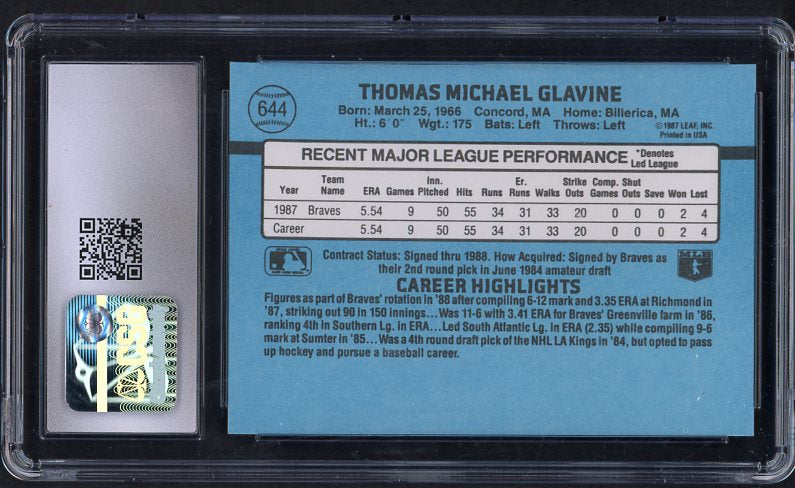 644
THOMAS MICHAEL GLAVINE
Born: March 25, 1966 Concord, MA Home: Billerica, MA
Ht.: 6'0" Wgt.: 175 Bats: Left Throws: Left
©1987 LEAF, INC.
Printed in USA
RECENT MAJOR LEAGUE PERFORMANCE *Denotes Led League
Year Team Name ERA Games Inn. Pitched Hits Runs Er. Runs Walks Strike Outs Comp. Games Shut Outs Save Won Lost
1987 Braves 5.54 9 50 55 34 31 33 20 0 0 0 2 4
Career 5.54 9 50 55 34 31 33 20 0 0 0 2 4
Contract Status: Signed thru 1988. How Acquired: Signed by Braves as
their 2nd round pick in June 1984 amateur draft
MLB
CAREER HIGHLIGHTS
Figures as part of Braves' rotation in '88 after compiling 6-12 mark and 3.35 ERA at Richmond in
'87, striking out 90 in 150 innings...Was 11-6 with 3.41 ERA for Braves' Greenville farm in '86,
ranking 4th in Southern Lg. in ERA...Led South Atlantic Lg. in ERA (2.35) while compiling 9-6
mark at Sumter in '85...Was a 4th round draft pick of the NHL LA Kings in '84, but opted to pass
up hockey and pursue a baseball career.